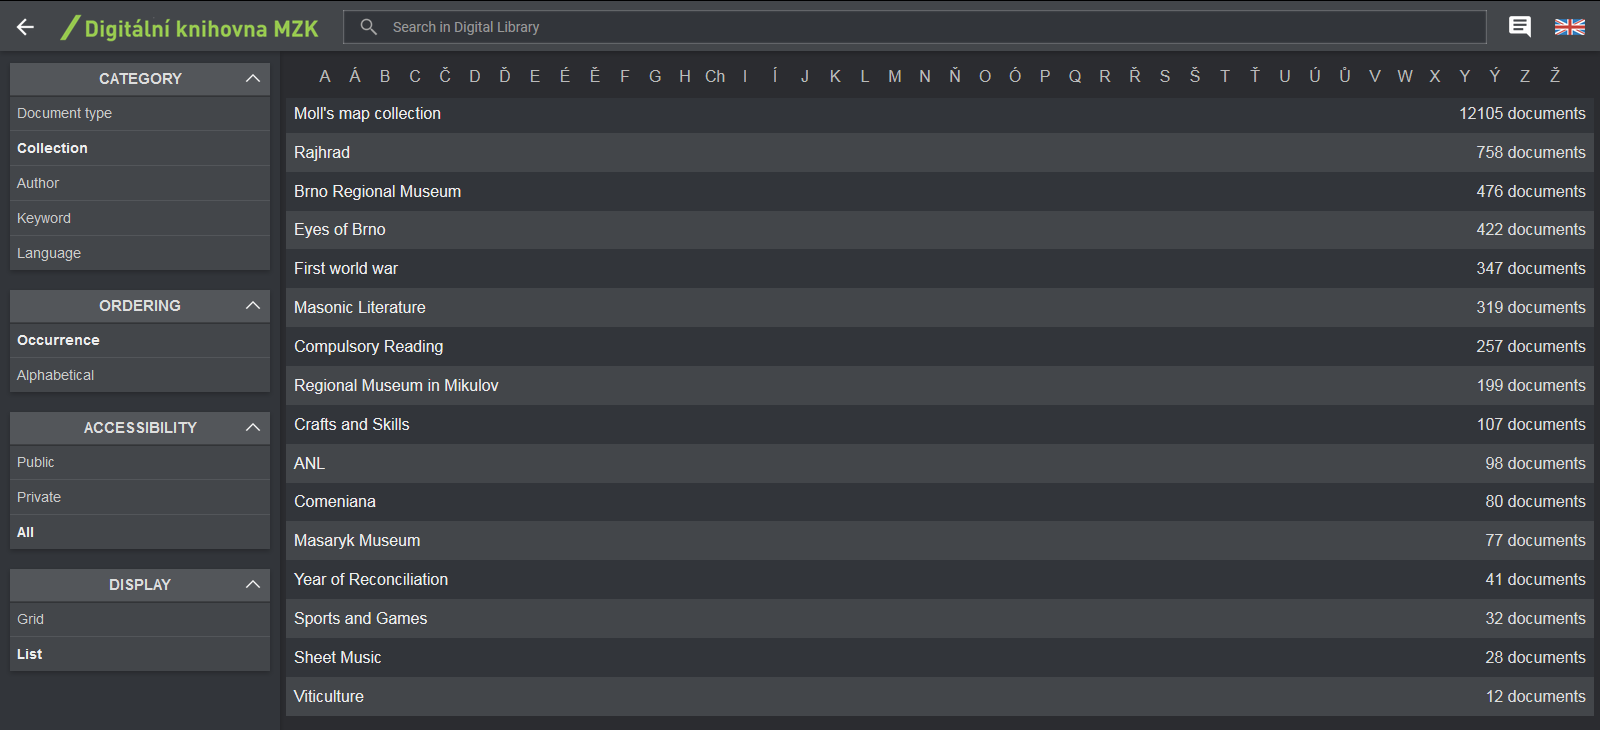 Digitální knihovna MZK
Search in Digital Library
CATEGORY
Document type
Collection
Author
Keyword
Language
ORDERING
Occurrence
Alphabetical
ACCESSIBILITY
Public
Private
All
DISPLAY
Grid
List
A Á B C Č D Ď E É Ě F G H Ch I Í J K L M N Ň O Ó P Q R Ř S Š T Ť U Ú Ů V W X Y Ý Z Ž
Moll's map collection 12105 documents
Rajhrad 758 documents
Brno Regional Museum 476 documents
Eyes of Brno 422 documents
First world war 347 documents
Masonic Literature 319 documents
Compulsory Reading 257 documents
Regional Museum in Mikulov 199 documents
Crafts and Skills 107 documents
ANL 98 documents
Comeniana 80 documents
Masaryk Museum 77 documents
Year of Reconciliation 41 documents
Sports and Games 32 documents
Sheet Music 28 documents
Viticulture 12 documents